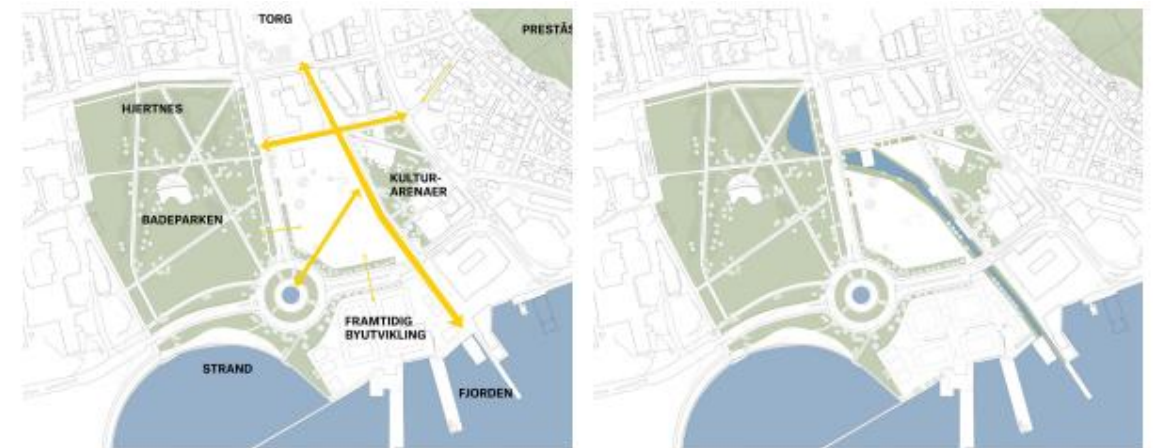 TORG
PRESTÅS
HJERTNES
KULTUR-
ARENAER
BADEPARKEN
FRAMTIDIG
BYUTVIKLING
STRAND
FJORDEN